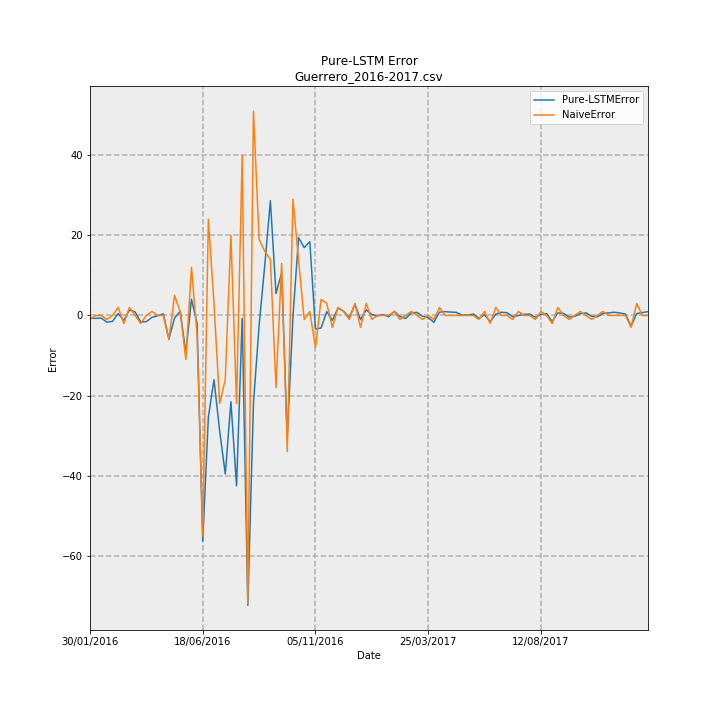 Pure-LSTM Error
Guerrero_2016-2017.csv
Pure-LSTMError
NaiveError
Error
40
20
0
−20
−40
−60
30/01/2016 18/06/2016 05/11/2016 25/03/2017 12/08/2017
Date